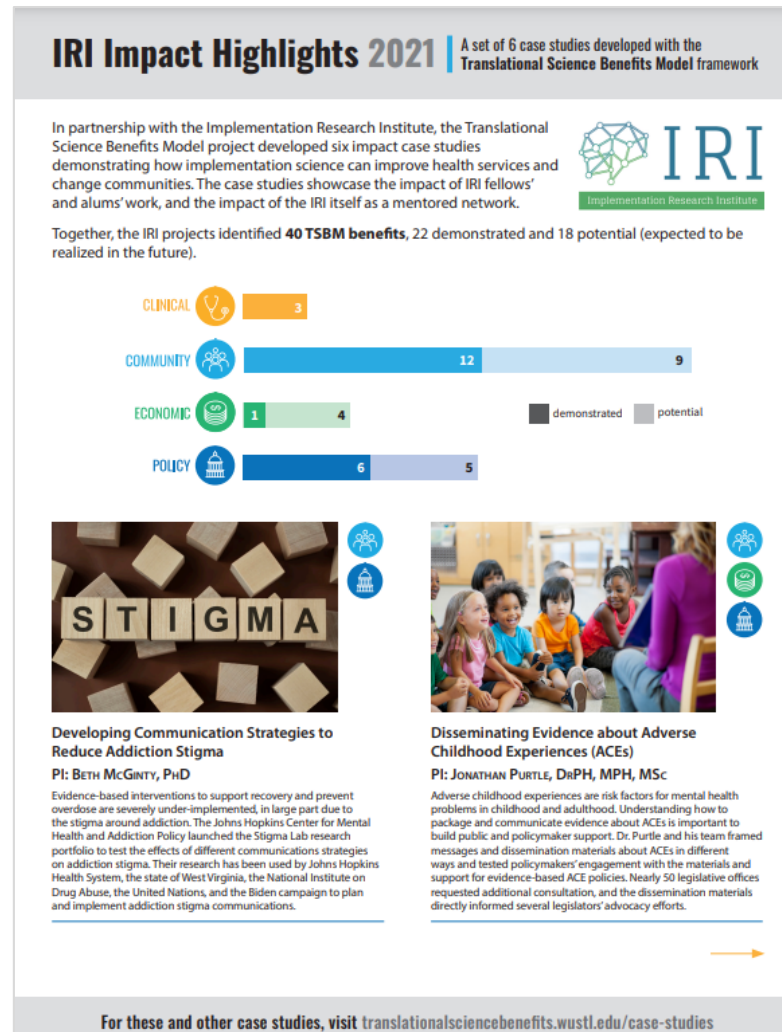 IRI Impact Highlights 2021
A set of 6 case studies developed with the
Translational Science Benefits Model framework
In partnership with the Implementation Research Institute, the Translational
Science Benefits Model project developed six impact case studies
demonstrating how implementation science can improve health services and
change communities. The case studies showcase the impact of IRI fellows'
and alums' work, and the impact of the IRI itself as a mentored network.
IRI
Implementation Research Institute
Together, the IRI projects identified 40 TSBM benefits, 22 demonstrated and 18 potential (expected to be
realized in the future).
CLINICAL 3
COMMUNITY 12 9
ECONOMIC 1 4
demonstrated potential
POLICY 6 5
STIGMA
Developing Communication Strategies to
Reduce Addiction Stigma
PI: Beth McGinty, PhD
Evidence-based interventions to support recovery and prevent
overdose are severely under-implemented, in large part due to
the stigma around addiction. The Johns Hopkins Center for Mental
Health and Addiction Policy launched the Stigma Lab research
portfolio to test the effects of different communications strategies
on addiction stigma. Their research has been used by Johns Hopkins
Health System, the state of West Virginia, the National Institute on
Drug Abuse, the United Nations, and the Biden campaign to plan
and implement addiction stigma communications.
Disseminating Evidence about Adverse
Childhood Experiences (ACEs)
PI: Jonathan Purtle, DrPH, MPH, MSc
Adverse childhood experiences are risk factors for mental health
problems in childhood and adulthood. Understanding how to
package and communicate evidence about ACEs is important to
build public and policymaker support. Dr. Purtle and his team framed
messages and dissemination materials about ACEs in different
ways and tested policymakers' engagement with the materials and
support for evidence-based ACE policies. Nearly 50 legislative offices
requested additional consultation, and the dissemination materials
directly informed several legislators' advocacy efforts.
For these and other case studies, visit translationalsciencebenefits.wustl.edu/case-studies